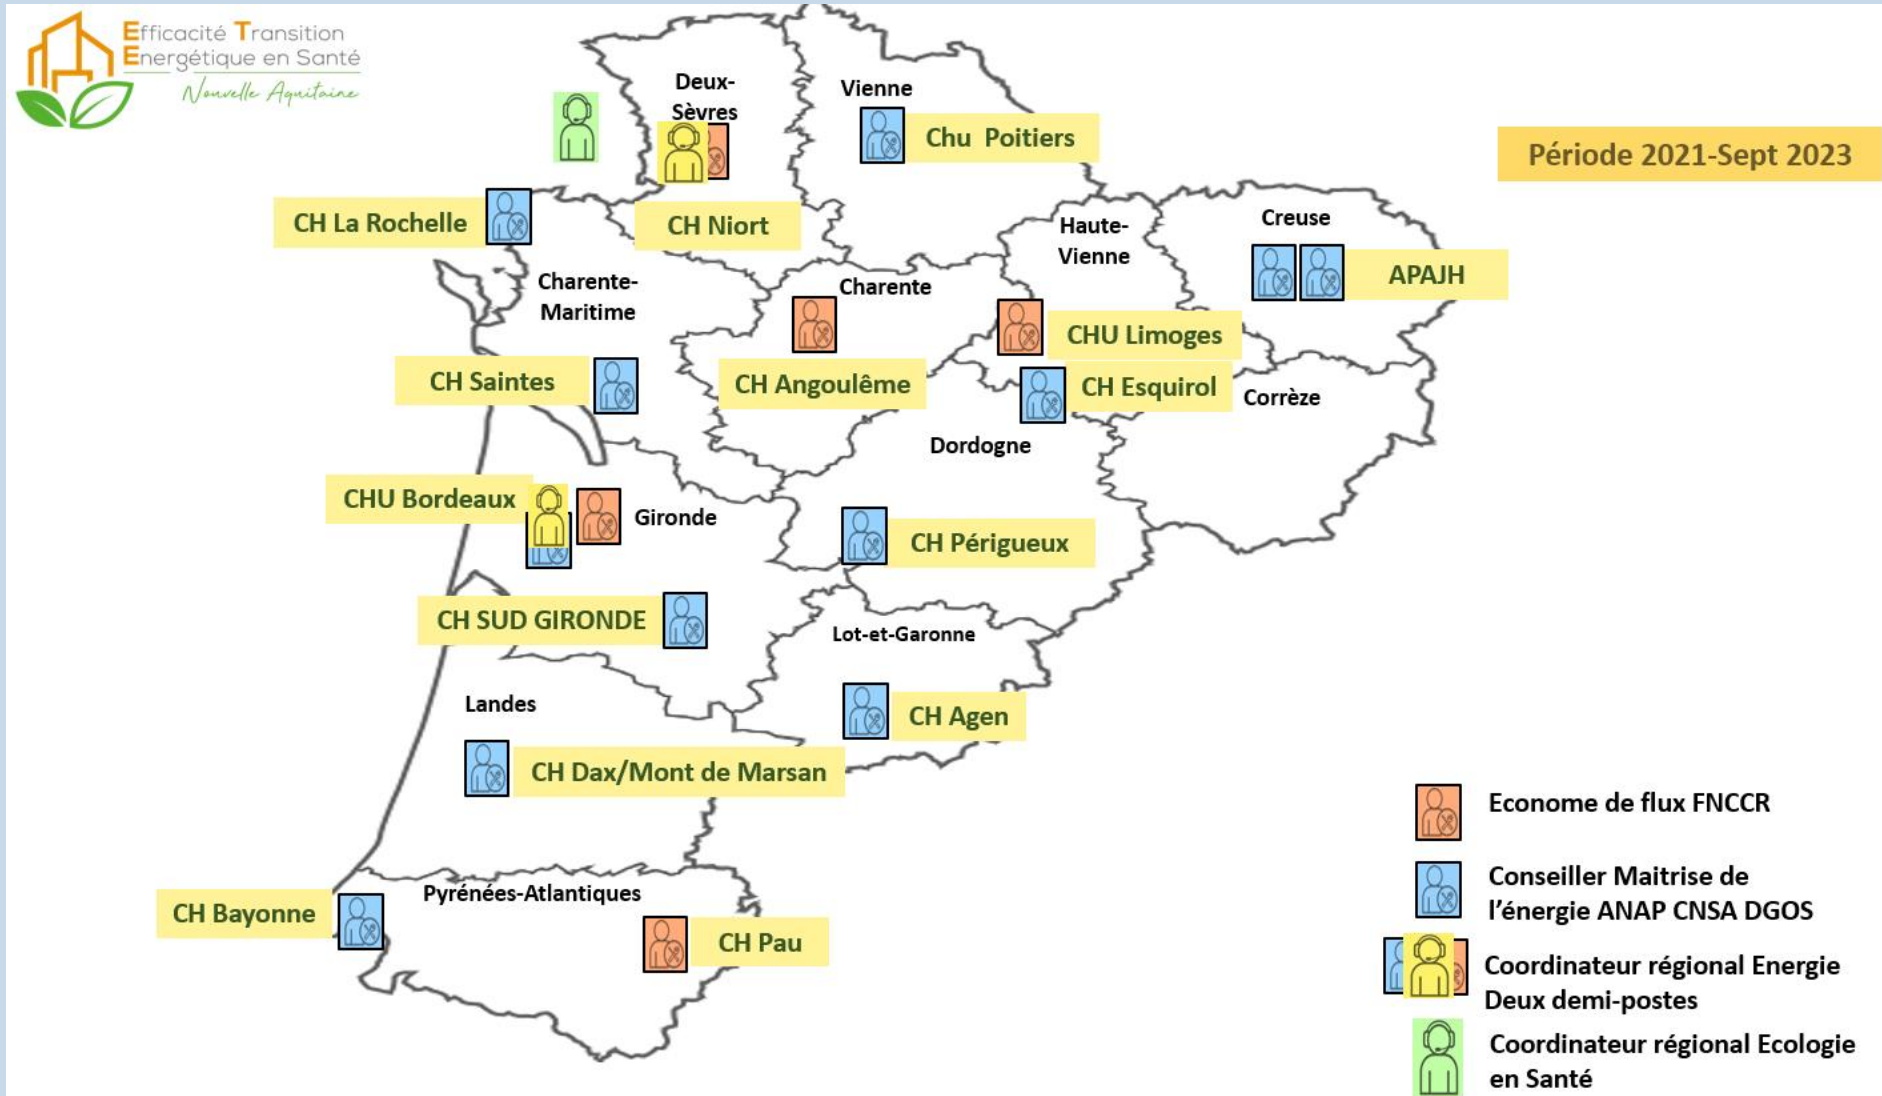 Efficacité Transition
Energétique en Santé
Nouvelle Aquitaine
Période 2021-Sept 2023
Deux-
Sèvres
Vienne
Chu Poitiers
CH La Rochelle
CH Niort
Haute-
Vienne
Creuse
APAJH
Charente-
Maritime
Charente
CHU Limoges
CH Saintes
CH Angoulême
CH Esquirol
Corrèze
Dordogne
CHU Bordeaux
Gironde
CH Périgueux
CH SUD GIRONDE
Lot-et-Garonne
Landes
CH Agen
CH Dax/Mont de Marsan
CH Bayonne
Pyrénées-Atlantiques
CH Pau
Econome de flux FNCCR
Conseiller Maitrise de
l'énergie ANAP CNSA DGOS
Coordinateur régional Energie
Deux demi-postes
Coordinateur régional Ecologie
en Santé